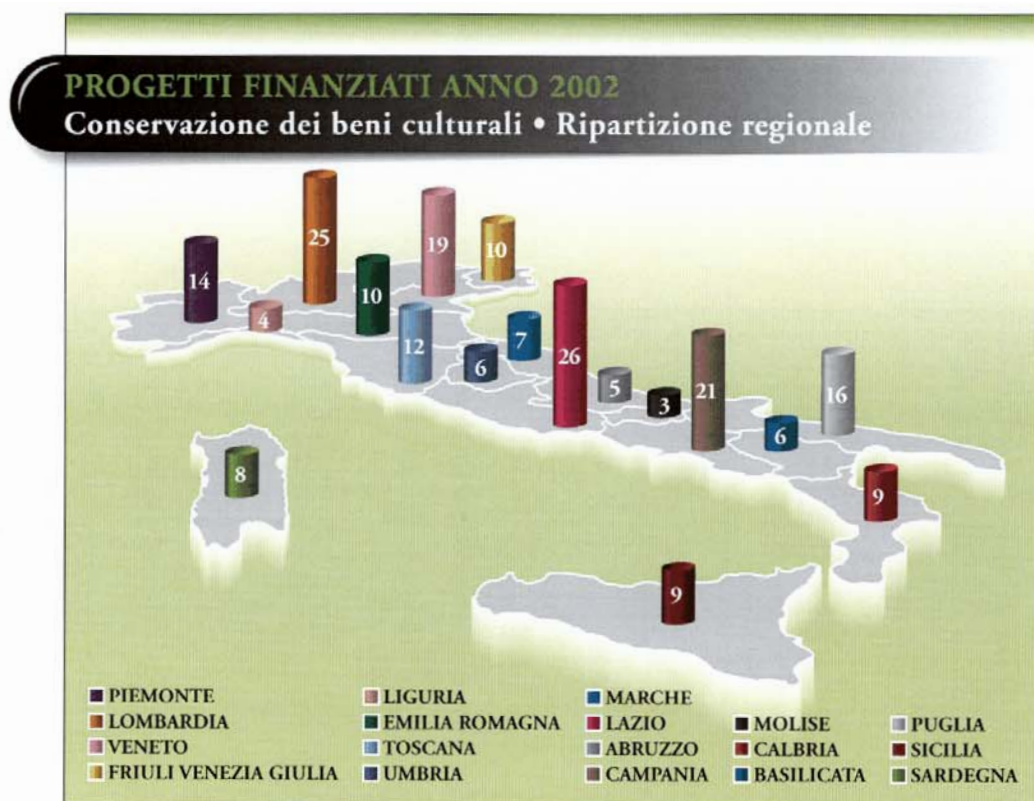 PROGETTI FINANZIATI ANNO 2002
Conservazione dei beni culturali • Ripartizione regionale
25
19
10
14
10
4
12
7
6
26
5
3
21
16
6
8
9
9
PIEMONTE
LOMBARDIA
VENETO
FRIULI VENEZIA GIULIA
LIGURIA
EMILIA ROMAGNA
TOSCANA
UMBRIA
MARCHE
LAZIO
ABRUZZO
CAMPANIA
MOLISE
CALBRIA
BASILICATA
PUGLIA
SICILIA
SARDEGNA